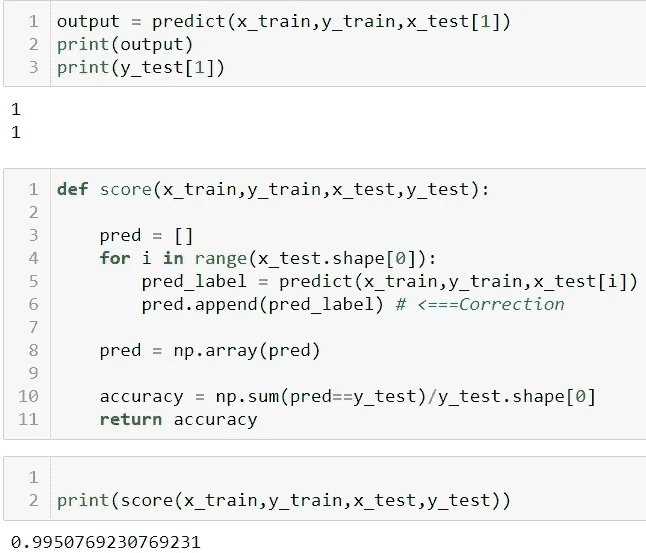 1 output = predict(x_train,y_train,x_test[1])
2 print(output)
3 print(y_test[1])
1
1
1 def score(x_train,y_train,x_test,y_test):
2
3     pred = []
4     for i in range(x_test.shape[0]):
5         pred_label = predict(x_train,y_train,x_test[i])
6         pred.append(pred_label) # <===Correction
7
8     pred = np.array(pred)
9
10     accuracy = np.sum(pred==y_test)/y_test.shape[0]
11     return accuracy
1
2 print(score(x_train,y_train,x_test,y_test))
0.9950769230769231